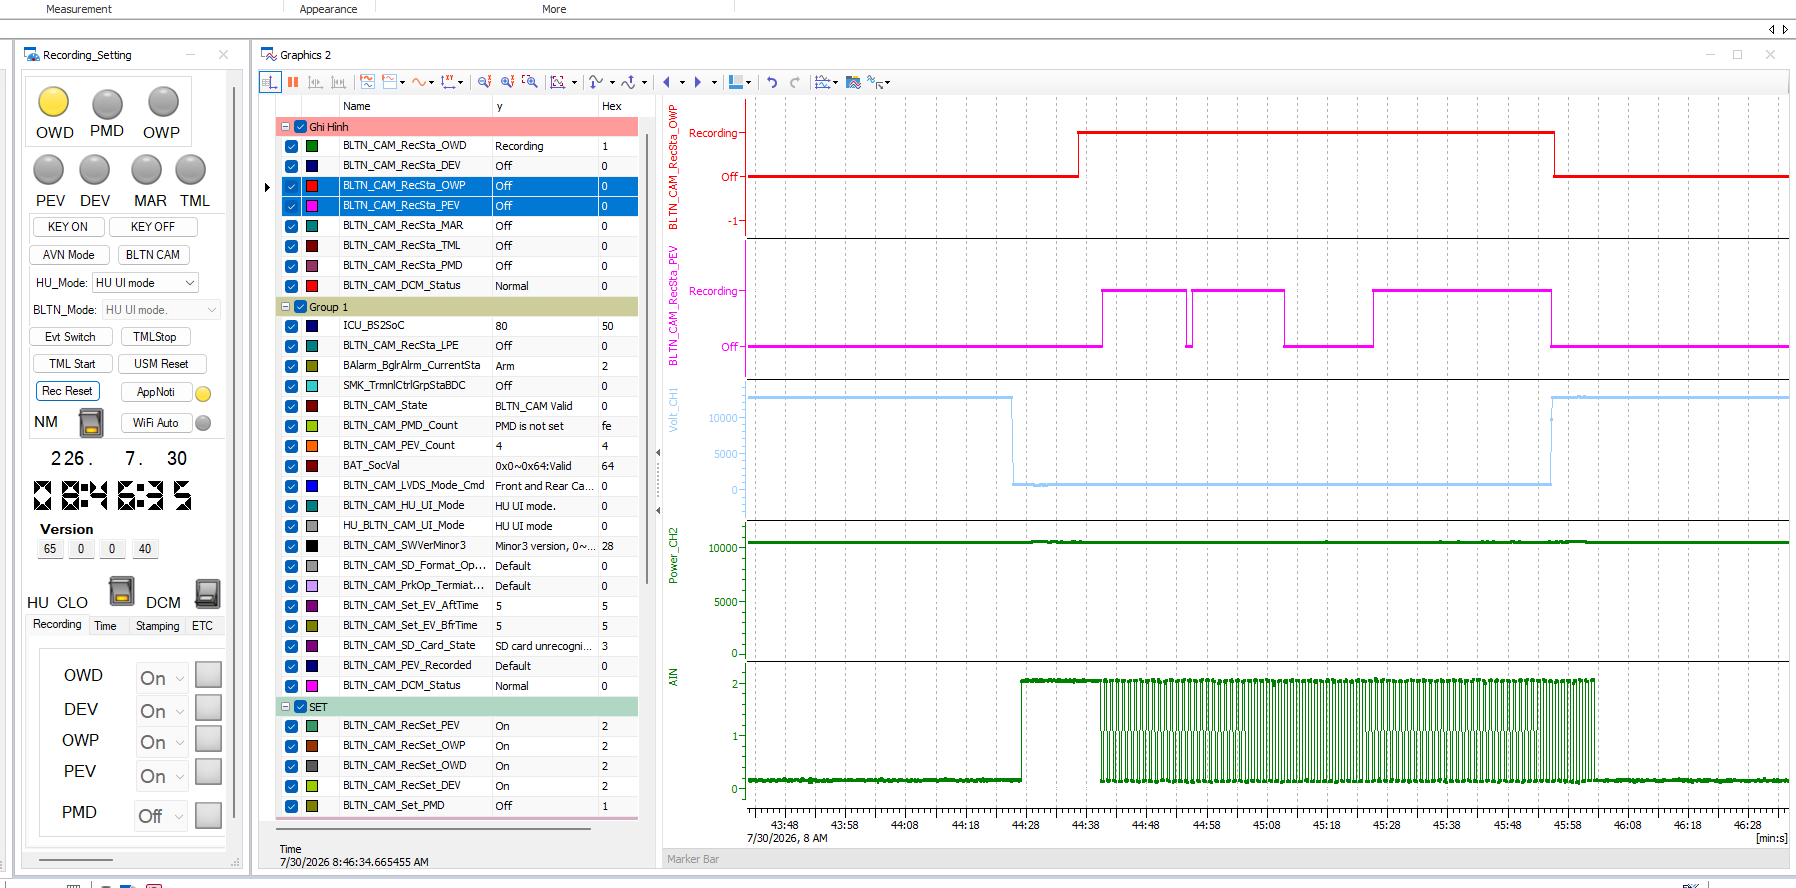 Measurement
Appearance
More
Recording_Setting
OWD PMD OWP
PEV DEV MAR TML
KEY ON KEY OFF
AVN Mode BLTN CAM
HU_Mode: HU UI mode
BLTN_Mode: HU UI mode.
Evt Switch TMLStop
TML Start USM Reset
Rec Reset AppNoti
NM WiFi Auto
226. 7. 30
08:46:35
Version
65 0 0 40
HU CLO DCM
Recording Time Stamping ETC
OWD On
DEV On
OWP On
PEV On
PMD Off
Graphics 2
Name y Hex
Ghi Hình
BLTN_CAM_RecSta_OWD Recording 1
BLTN_CAM_RecSta_DEV Off 0
BLTN_CAM_RecSta_OWP Off 0
BLTN_CAM_RecSta_PEV Off 0
BLTN_CAM_RecSta_MAR Off 0
BLTN_CAM_RecSta_TML Off 0
BLTN_CAM_RecSta_PMD Off 0
BLTN_CAM_DCM_Status Normal 0
Group 1
ICU_BS2SoC 80 50
BLTN_CAM_RecSta_LPE Off 0
BAlarm_BglrAlrm_CurrentSta Arm 2
SMK_TrmnlCtrlGrpStaBDC Off 0
BLTN_CAM_State BLTN_CAM Valid 0
BLTN_CAM_PMD_Count PMD is not set fe
BLTN_CAM_PEV_Count 4 4
BAT_SocVal 0x0~0x64:Valid 64
BLTN_CAM_LVDS_Mode_Cmd Front and Rear Ca... 0
BLTN_CAM_HU_UI_Mode HU UI mode. 0
HU_BLTN_CAM_UI_Mode HU UI mode 0
BLTN_CAM_SWVerMinor3 Minor3 version, 0~... 28
BLTN_CAM_SD_Format_Op... Default 0
BLTN_CAM_PrkOp_Termiat... Default 0
BLTN_CAM_Set_EV_AftTime 5 5
BLTN_CAM_Set_EV_BfrTime 5 5
BLTN_CAM_SD_Card_State SD card unrecogni... 3
BLTN_CAM_PEV_Recorded Default 0
BLTN_CAM_DCM_Status Normal 0
SET
BLTN_CAM_RecSet_PEV On 2
BLTN_CAM_RecSet_OWP On 2
BLTN_CAM_RecSet_OWD On 2
BLTN_CAM_RecSet_DEV On 2
BLTN_CAM_Set_PMD Off 1
Time
7/30/2026 8:46:34.665455 AM
BLTN_CAM_RecSta_OWP
Recording
Off
-1
BLTN_CAM_RecSta_PEV
Recording
Off
Volt_CH1
10000
5000
0
Power_CH2
10000
5000
0
AIN
2
1
0
43:48 43:58 44:08 44:18 44:28 44:38 44:48 44:58 45:08 45:18 45:28 45:38 45:48 45:58 46:08 46:18 46:28
7/30/2026, 8 AM
[min:s]
Marker Bar